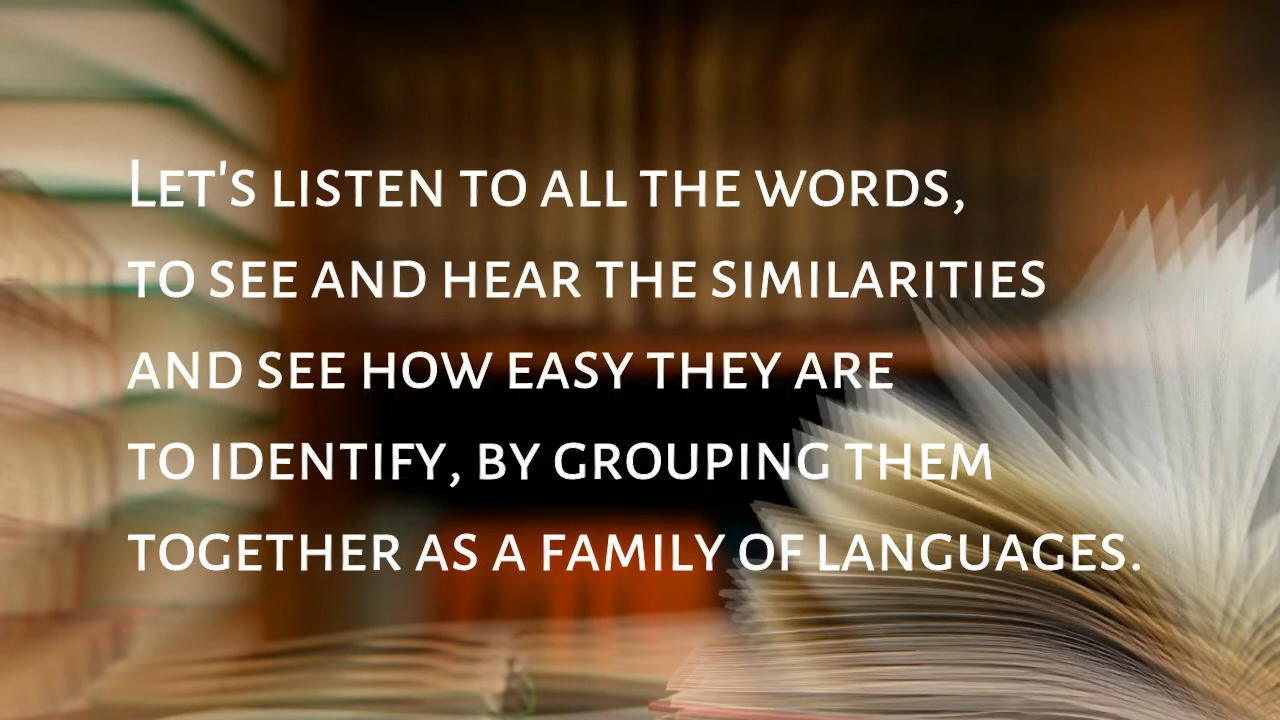 Let's listen to all the words,
to see and hear the similarities
and see how easy they are
to identify, by grouping them
together as a family of languages.